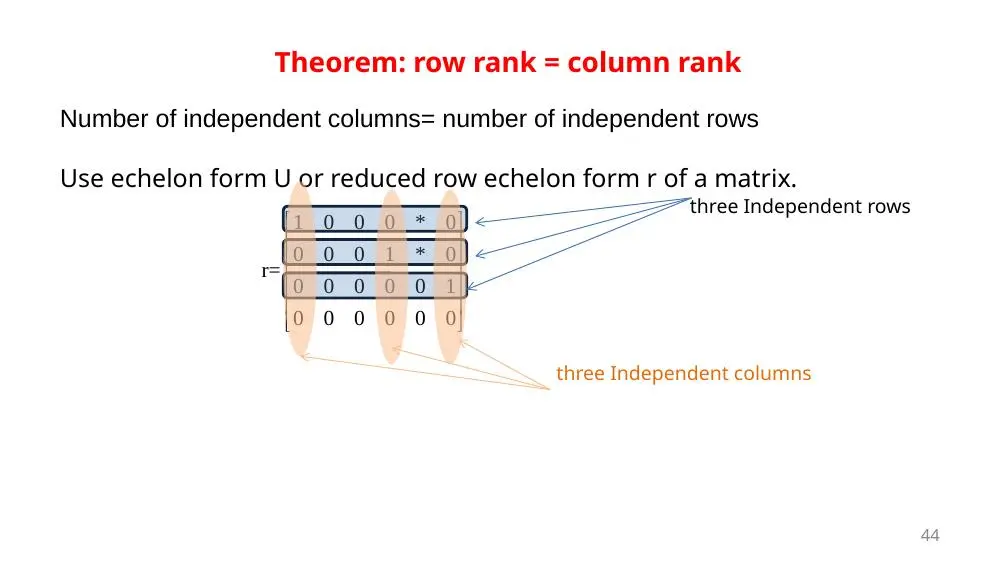 Theorem: row rank = column rank
Number of independent columns= number of independent rows
Use echelon form U or reduced row echelon form r of a matrix.
three Independent rows
1 0 0 0 * 0
0 0 0 1 * 0
r=
0 0 0 0 0 1
0 0 0 0 0 0
three Independent columns
44